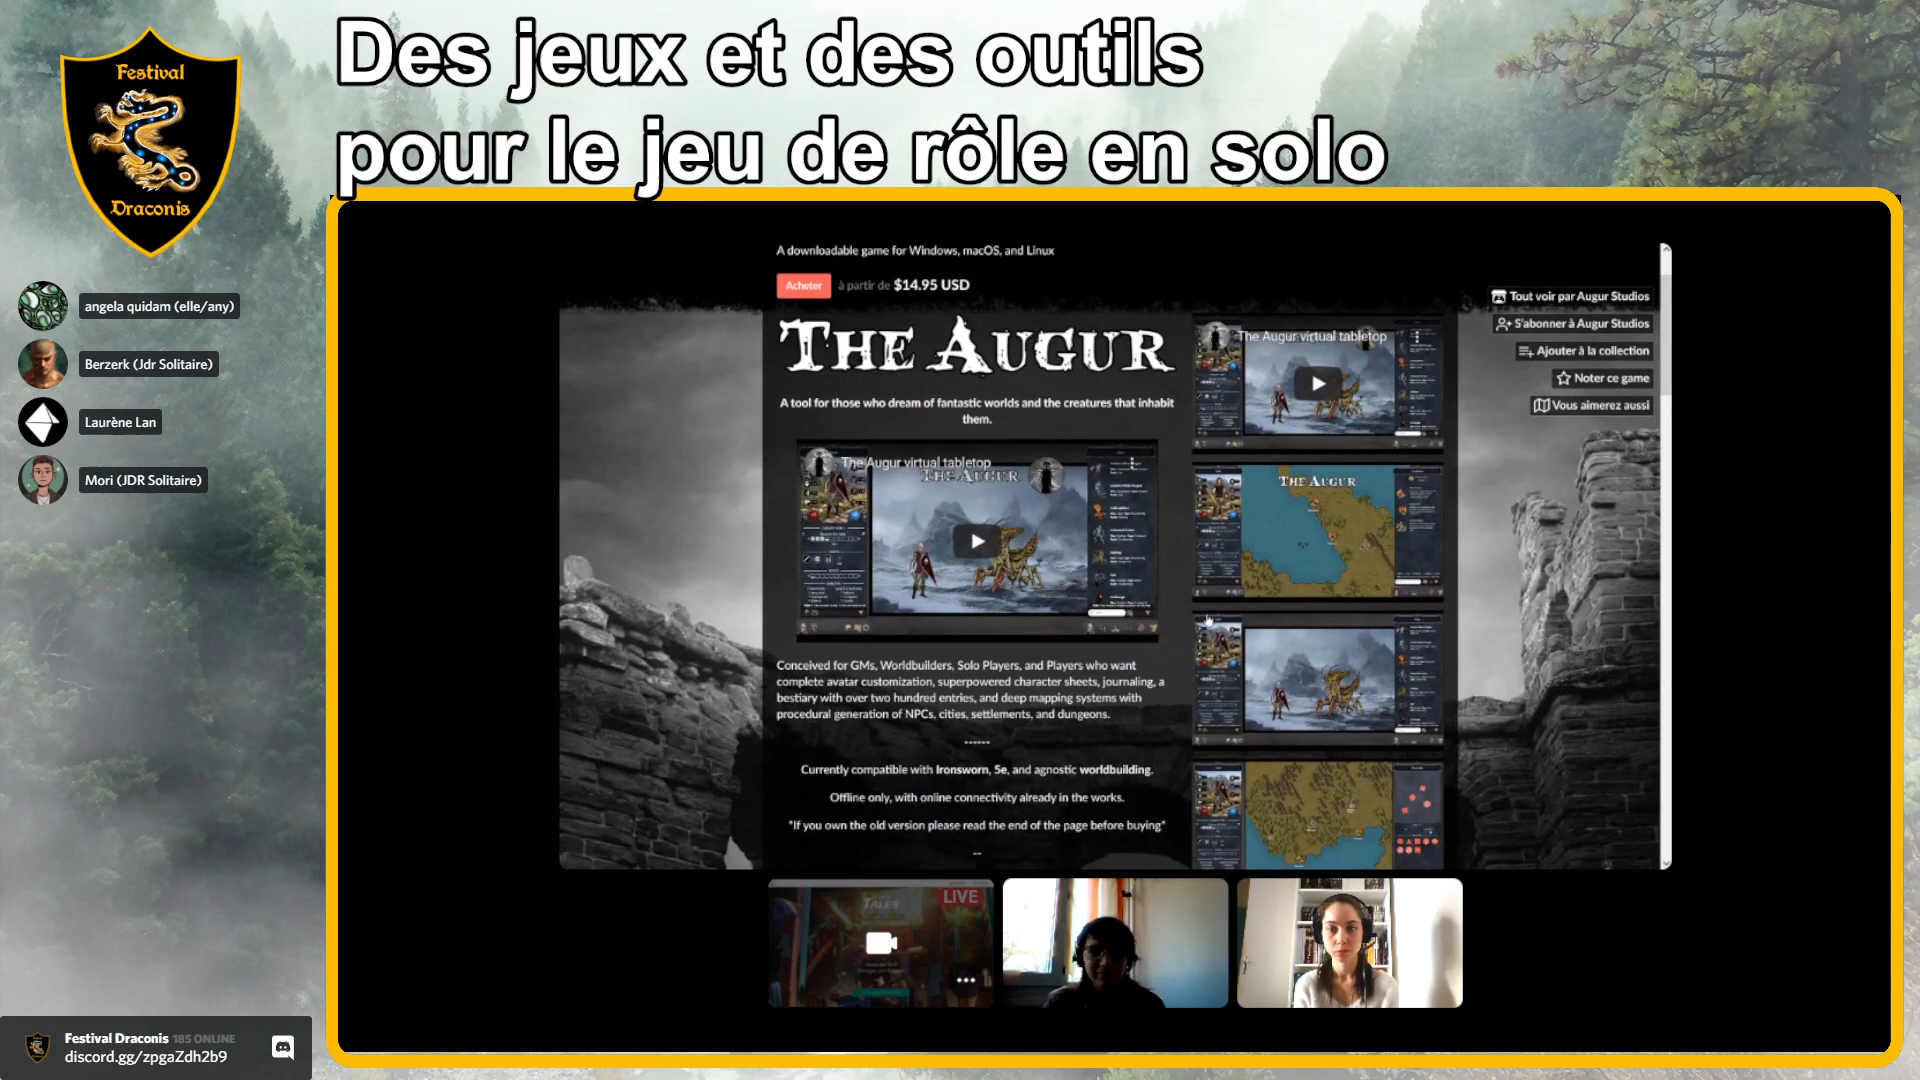 Des jeux et des outils
pour le jeu de rôle en solo
Festival
Draconis
angela quidam (elle/any)
Berzerk (Jdr Solitaire)
Laurène Lan
Mori (JDR Solitaire)
Festival Draconis 185 ONLINE
discord.gg/zpgaZdh2b9
A downloadable game for Windows, macOS, and Linux
Acheter à partir de $14.95 USD
THE AUGUR
A tool for those who dream of fantastic worlds and the creatures that inhabit
them.
The Augur virtual tabletop
THE AUGUR
Conceived for GMs, Worldbuilders, Solo Players, and Players who want
complete avatar customization, superpowered character sheets, journaling, a
bestiary with over two hundred entries, and deep mapping systems with
procedural generation of NPCs, cities, settlements, and dungeons.
------
Currently compatible with Ironsworn, 5e, and agnostic worldbuilding.
Offline only, with online connectivity already in the works.
*If you own the old version please read the end of the page before buying*
--
The Augur virtual tabletop
THE AUGUR
Tout voir par Augur Studios
S'abonner à Augur Studios
Ajouter à la collection
Noter ce game
Vous aimerez aussi
TALES
LIVE